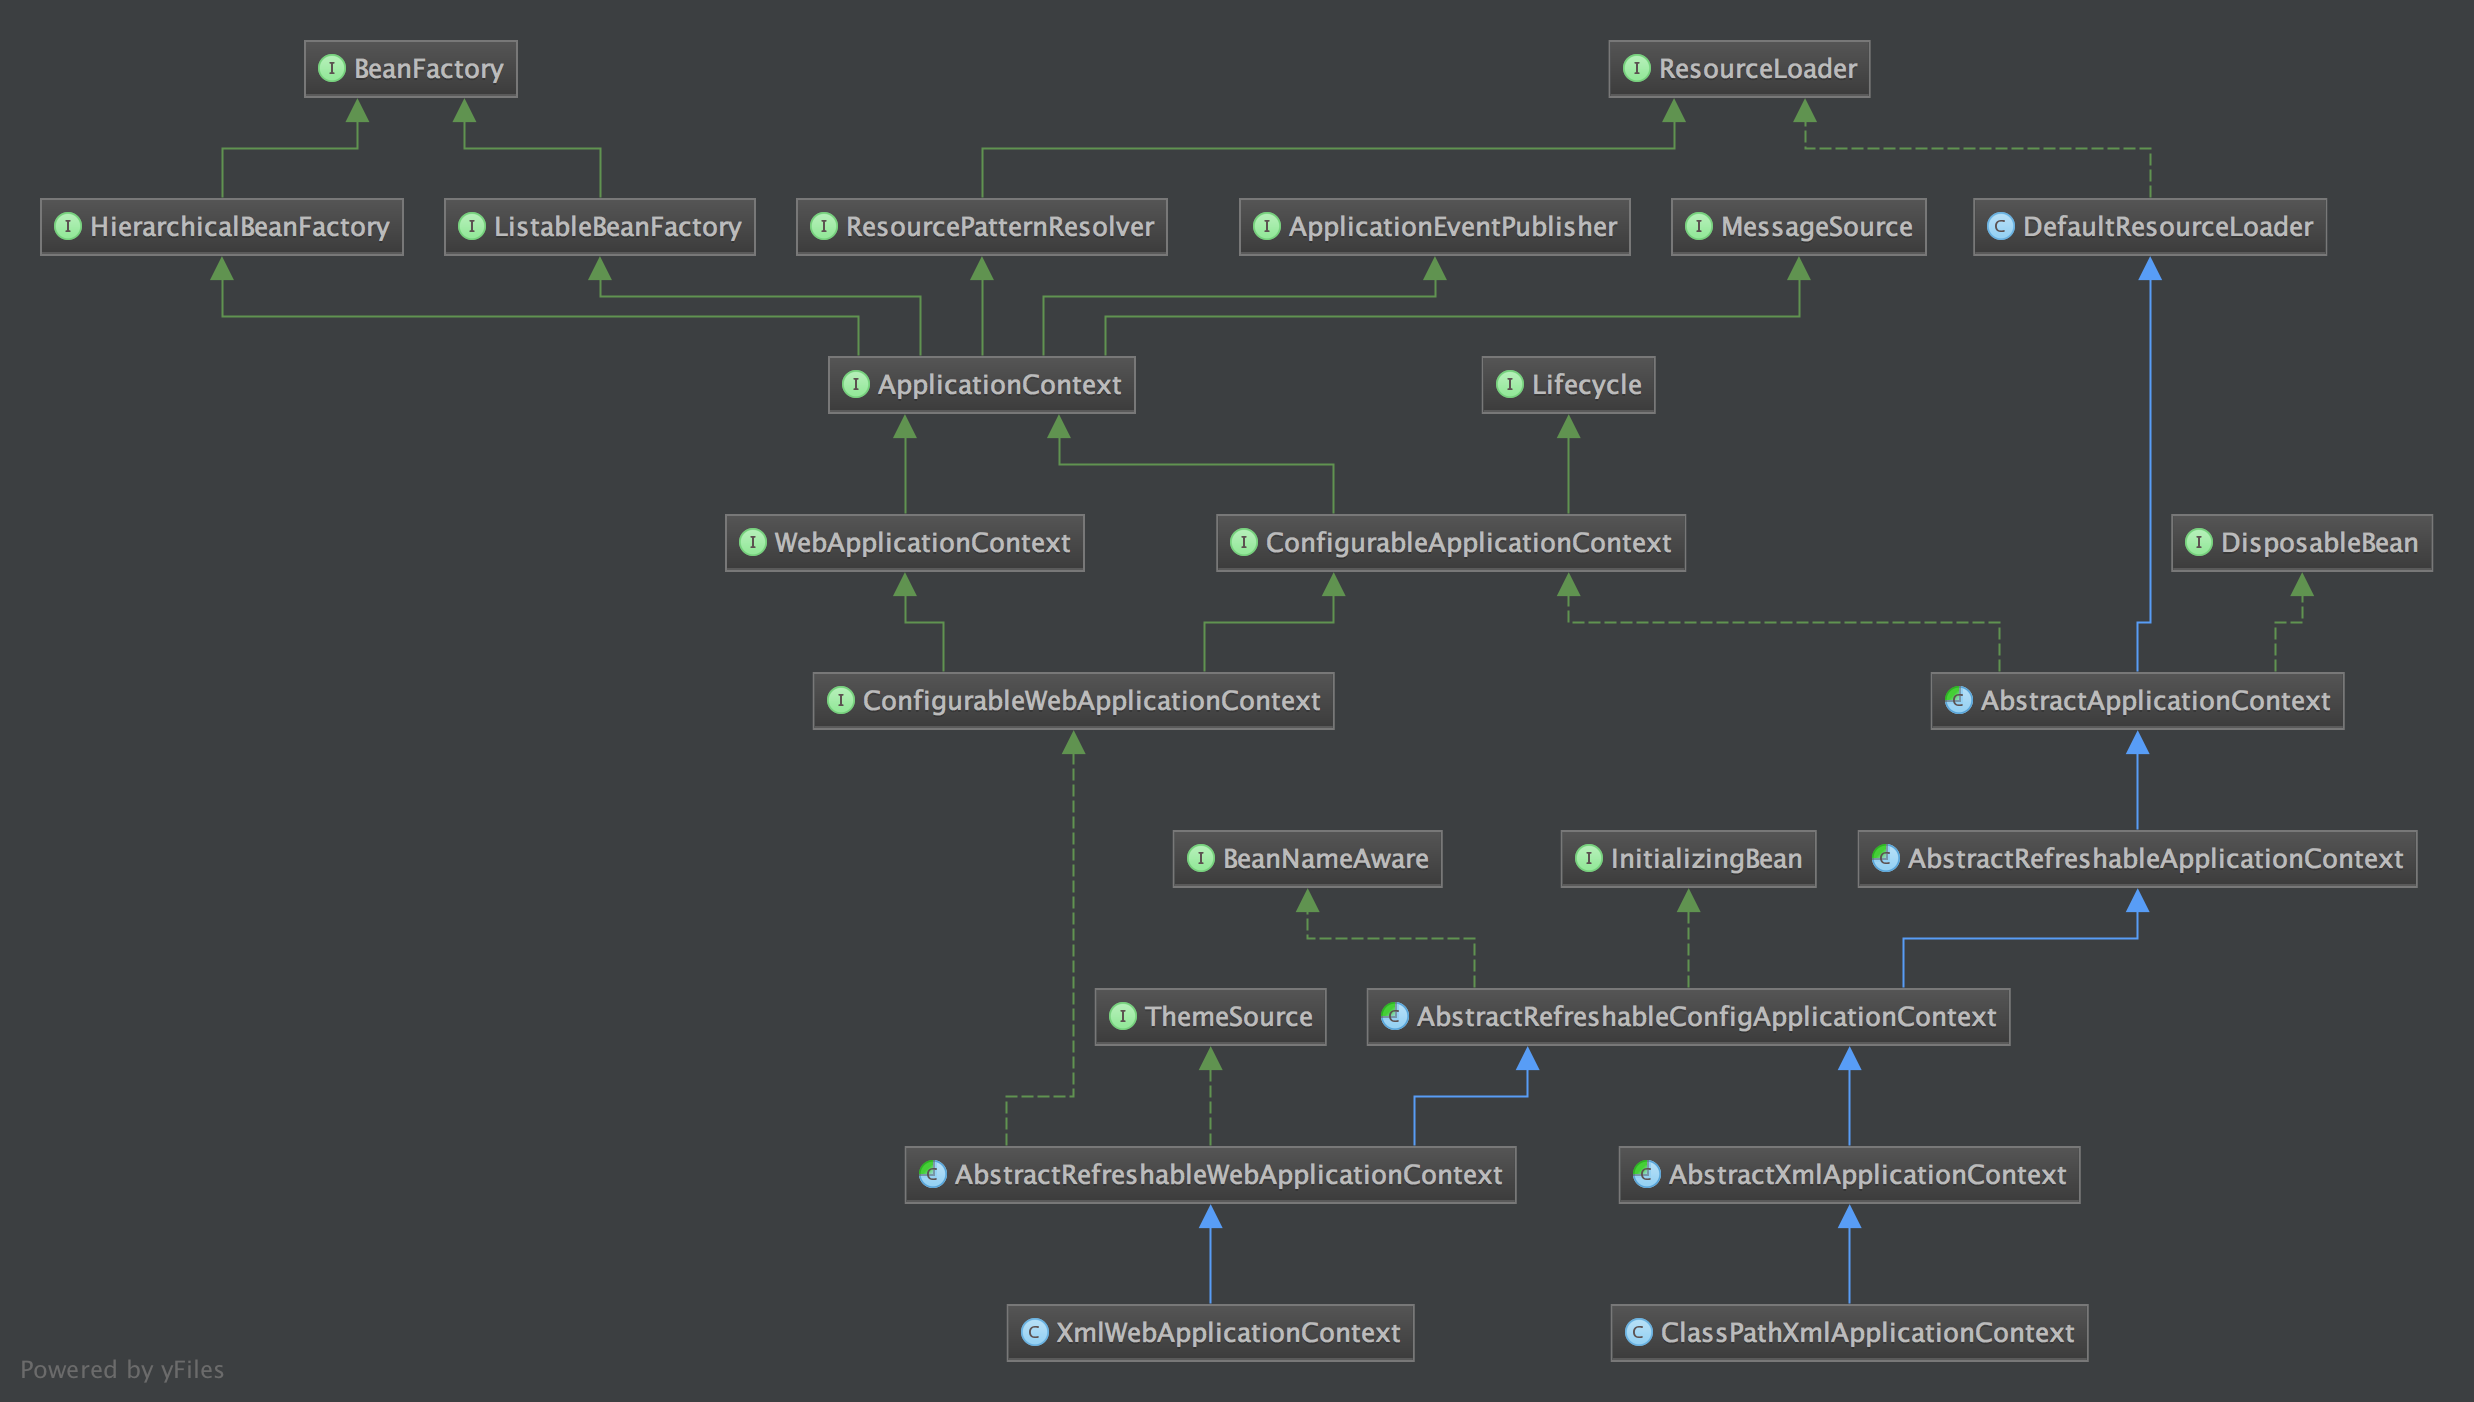 BeanFactory
ResourceLoader
HierarchicalBeanFactory
ListableBeanFactory
ResourcePatternResolver
ApplicationEventPublisher
MessageSource
DefaultResourceLoader
ApplicationContext
Lifecycle
WebApplicationContext
ConfigurableApplicationContext
DisposableBean
ConfigurableWebApplicationContext
AbstractApplicationContext
BeanNameAware
InitializingBean
AbstractRefreshableApplicationContext
ThemeSource
AbstractRefreshableConfigApplicationContext
AbstractRefreshableWebApplicationContext
AbstractXmlApplicationContext
XmlWebApplicationContext
ClassPathXmlApplicationContext
Powered by yFiles